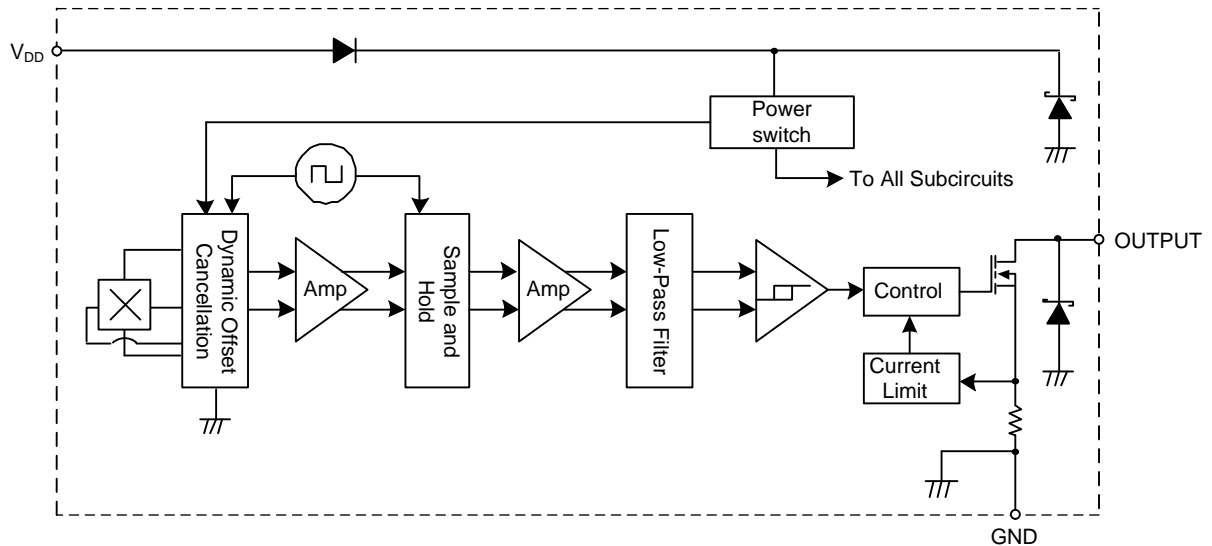 V_DD
Power
switch
To All Subcircuits
OUTPUT
Dynamic Offset
Cancellation
Amp
Sample and
Hold
Amp
Low-Pass Filter
Control
Current
Limit
GND